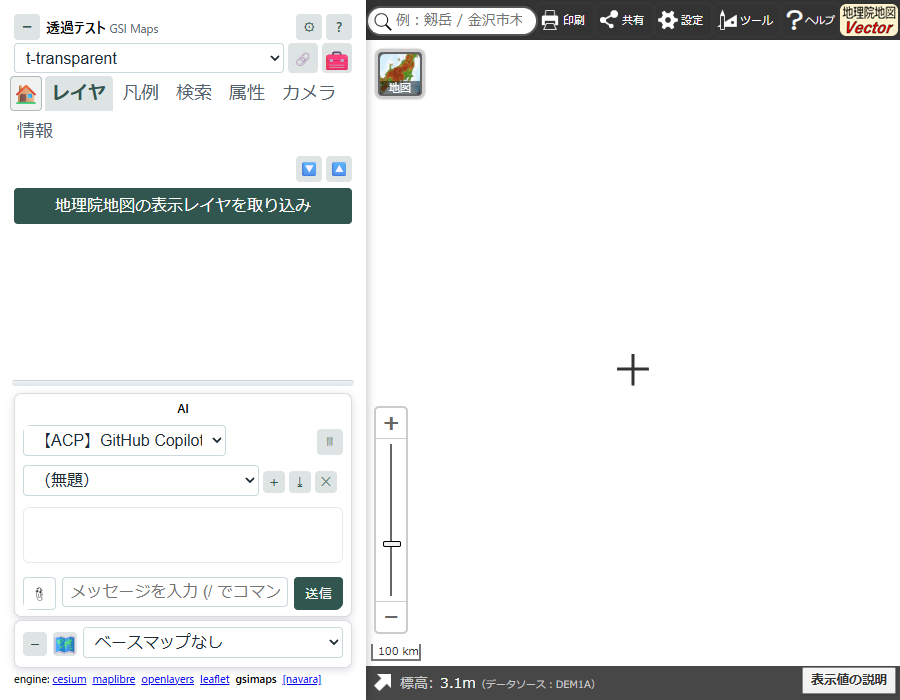 − 透過テスト GSI Maps ?
t-transparent
レイヤ 凡例 検索 属性 カメラ
情報
地理院地図の表示レイヤを取り込み
AI
【ACP】GitHub Copilot
(無題)
+ ↓ ×
メッセージを入力 (/ でコマン
送信
− ベースマップなし
engine: cesium maplibre openlayers leaflet gsimaps [navara]
例：剱岳 / 金沢市木 印刷 共有 設定 ツール ヘルプ 地理院地図
Vector
地図
+
−
100 km
標高: 3.1m (データソース : DEM1A) 表示値の説明